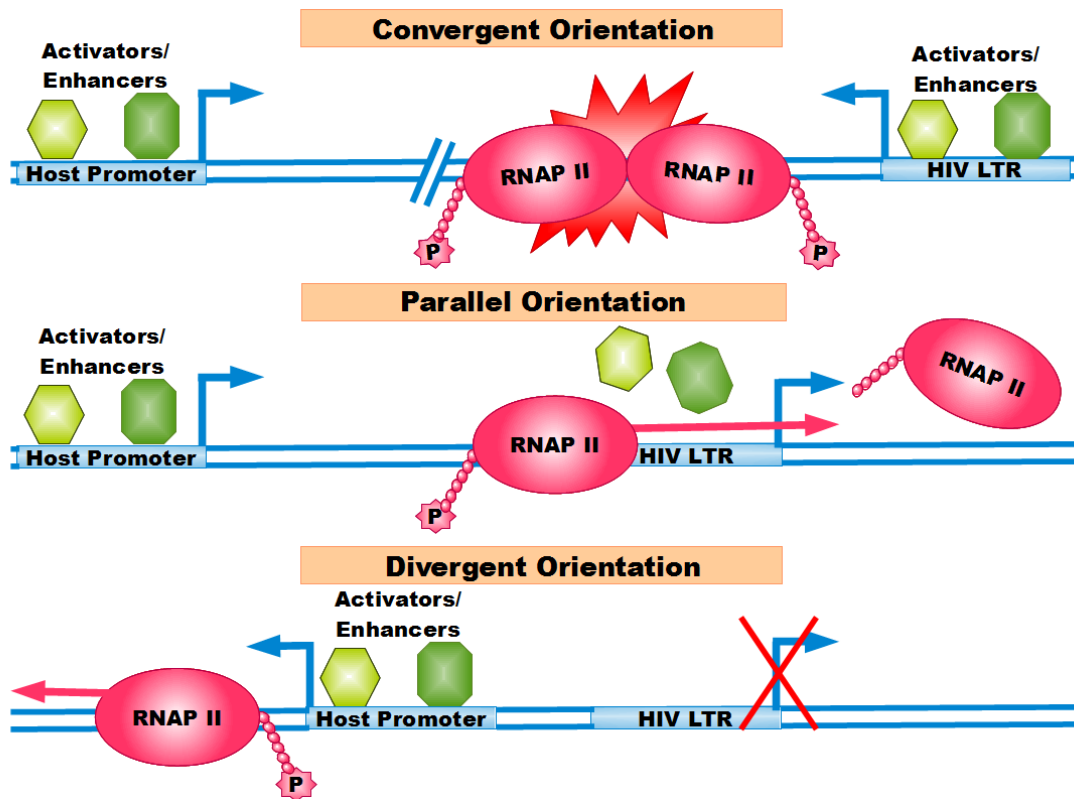 Convergent Orientation
Activators/
Enhancers
Activators/
Enhancers
RNAP II
RNAP II
Host Promoter
HIV LTR
P
P
Parallel Orientation
Activators/
Enhancers
RNAP II
RNAP II
Host Promoter
HIV LTR
P
Divergent Orientation
Activators/
Enhancers
RNAP II
Host Promoter
HIV LTR
P